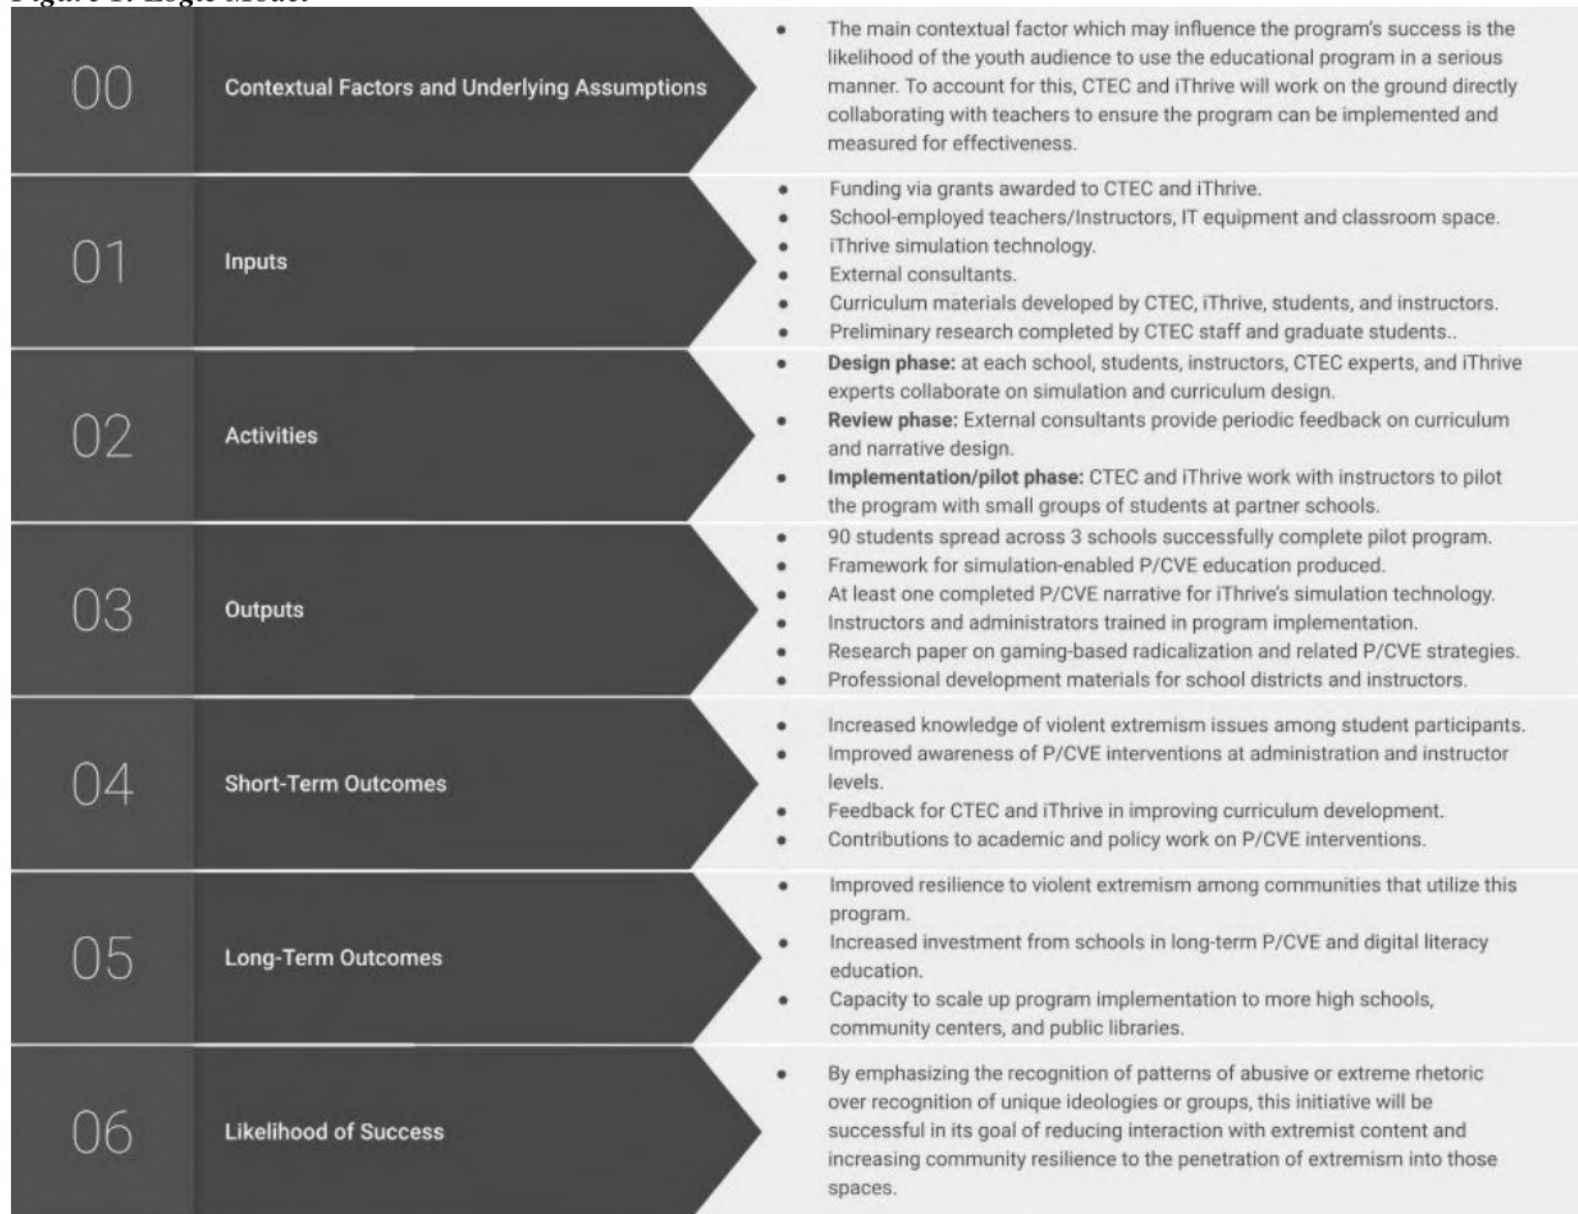 Figure 1: Logic Model
00
Contextual Factors and Underlying Assumptions
● The main contextual factor which may influence the program's success is the
likelihood of the youth audience to use the educational program in a serious
manner. To account for this, CTEC and iThrive will work on the ground directly
collaborating with teachers to ensure the program can be implemented and
measured for effectiveness.
01
Inputs
● Funding via grants awarded to CTEC and iThrive.
● School-employed teachers/Instructors, IT equipment and classroom space.
● iThrive simulation technology.
● External consultants.
● Curriculum materials developed by CTEC, iThrive, students, and instructors.
● Preliminary research completed by CTEC staff and graduate students..
02
Activities
● Design phase: at each school, students, instructors, CTEC experts, and iThrive
experts collaborate on simulation and curriculum design.
● Review phase: External consultants provide periodic feedback on curriculum
and narrative design.
● Implementation/pilot phase: CTEC and iThrive work with instructors to pilot
the program with small groups of students at partner schools.
03
Outputs
● 90 students spread across 3 schools successfully complete pilot program.
● Framework for simulation-enabled P/CVE education produced.
● At least one completed P/CVE narrative for iThrive's simulation technology.
● Instructors and administrators trained in program implementation.
● Research paper on gaming-based radicalization and related P/CVE strategies.
● Professional development materials for school districts and instructors.
04
Short-Term Outcomes
● Increased knowledge of violent extremism issues among student participants.
● Improved awareness of P/CVE interventions at administration and instructor
levels.
● Feedback for CTEC and iThrive in improving curriculum development.
● Contributions to academic and policy work on P/CVE interventions.
05
Long-Term Outcomes
● Improved resilience to violent extremism among communities that utilize this
program.
● Increased investment from schools in long-term P/CVE and digital literacy
education.
● Capacity to scale up program implementation to more high schools,
community centers, and public libraries.
06
Likelihood of Success
● By emphasizing the recognition of patterns of abusive or extreme rhetoric
over recognition of unique ideologies or groups, this initiative will be
successful in its goal of reducing interaction with extremist content and
increasing community resilience to the penetration of extremism into those
spaces.